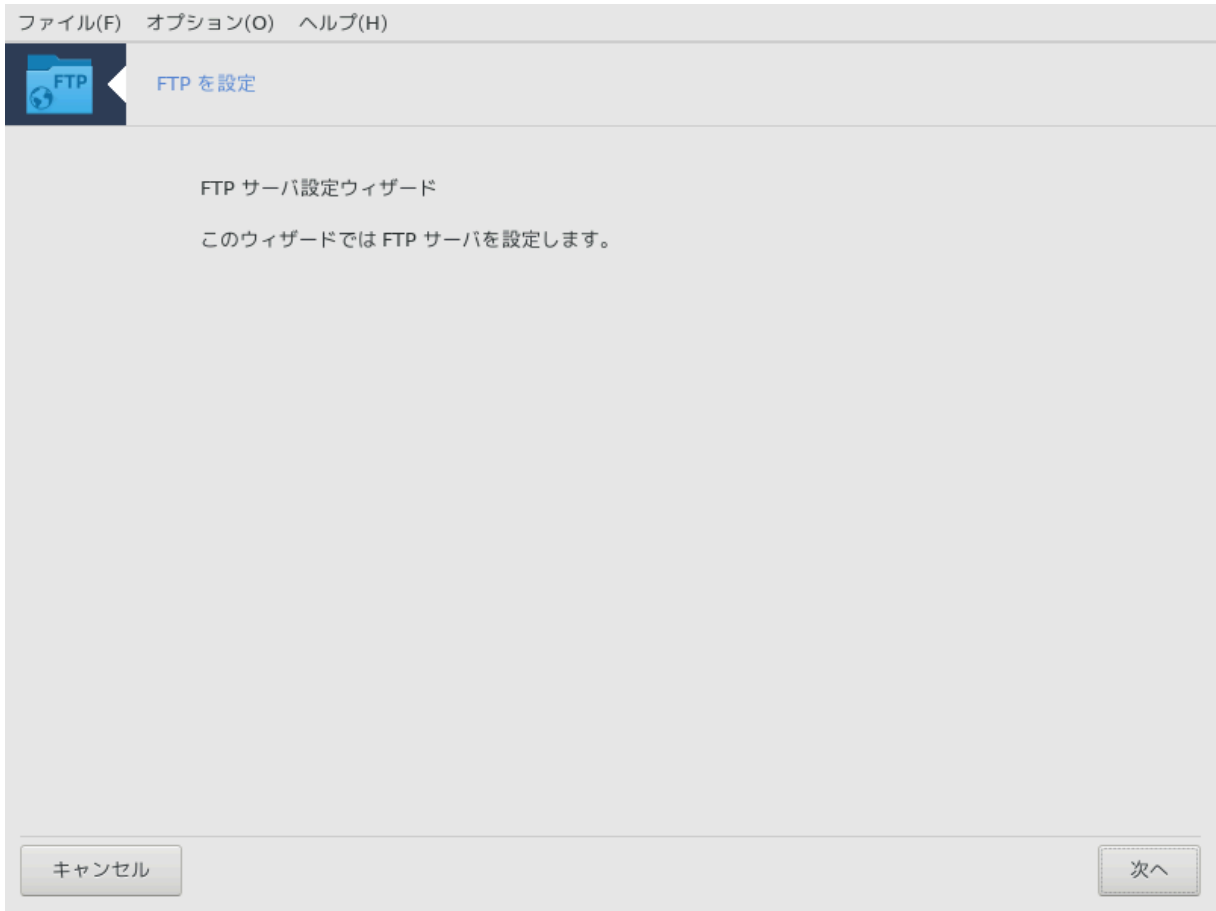 ファイル(F) オプション(O) ヘルプ(H)
FTP
FTP を設定
FTP サーバ設定ウィザード
このウィザードでは FTP サーバを設定します。
キャンセル
次へ